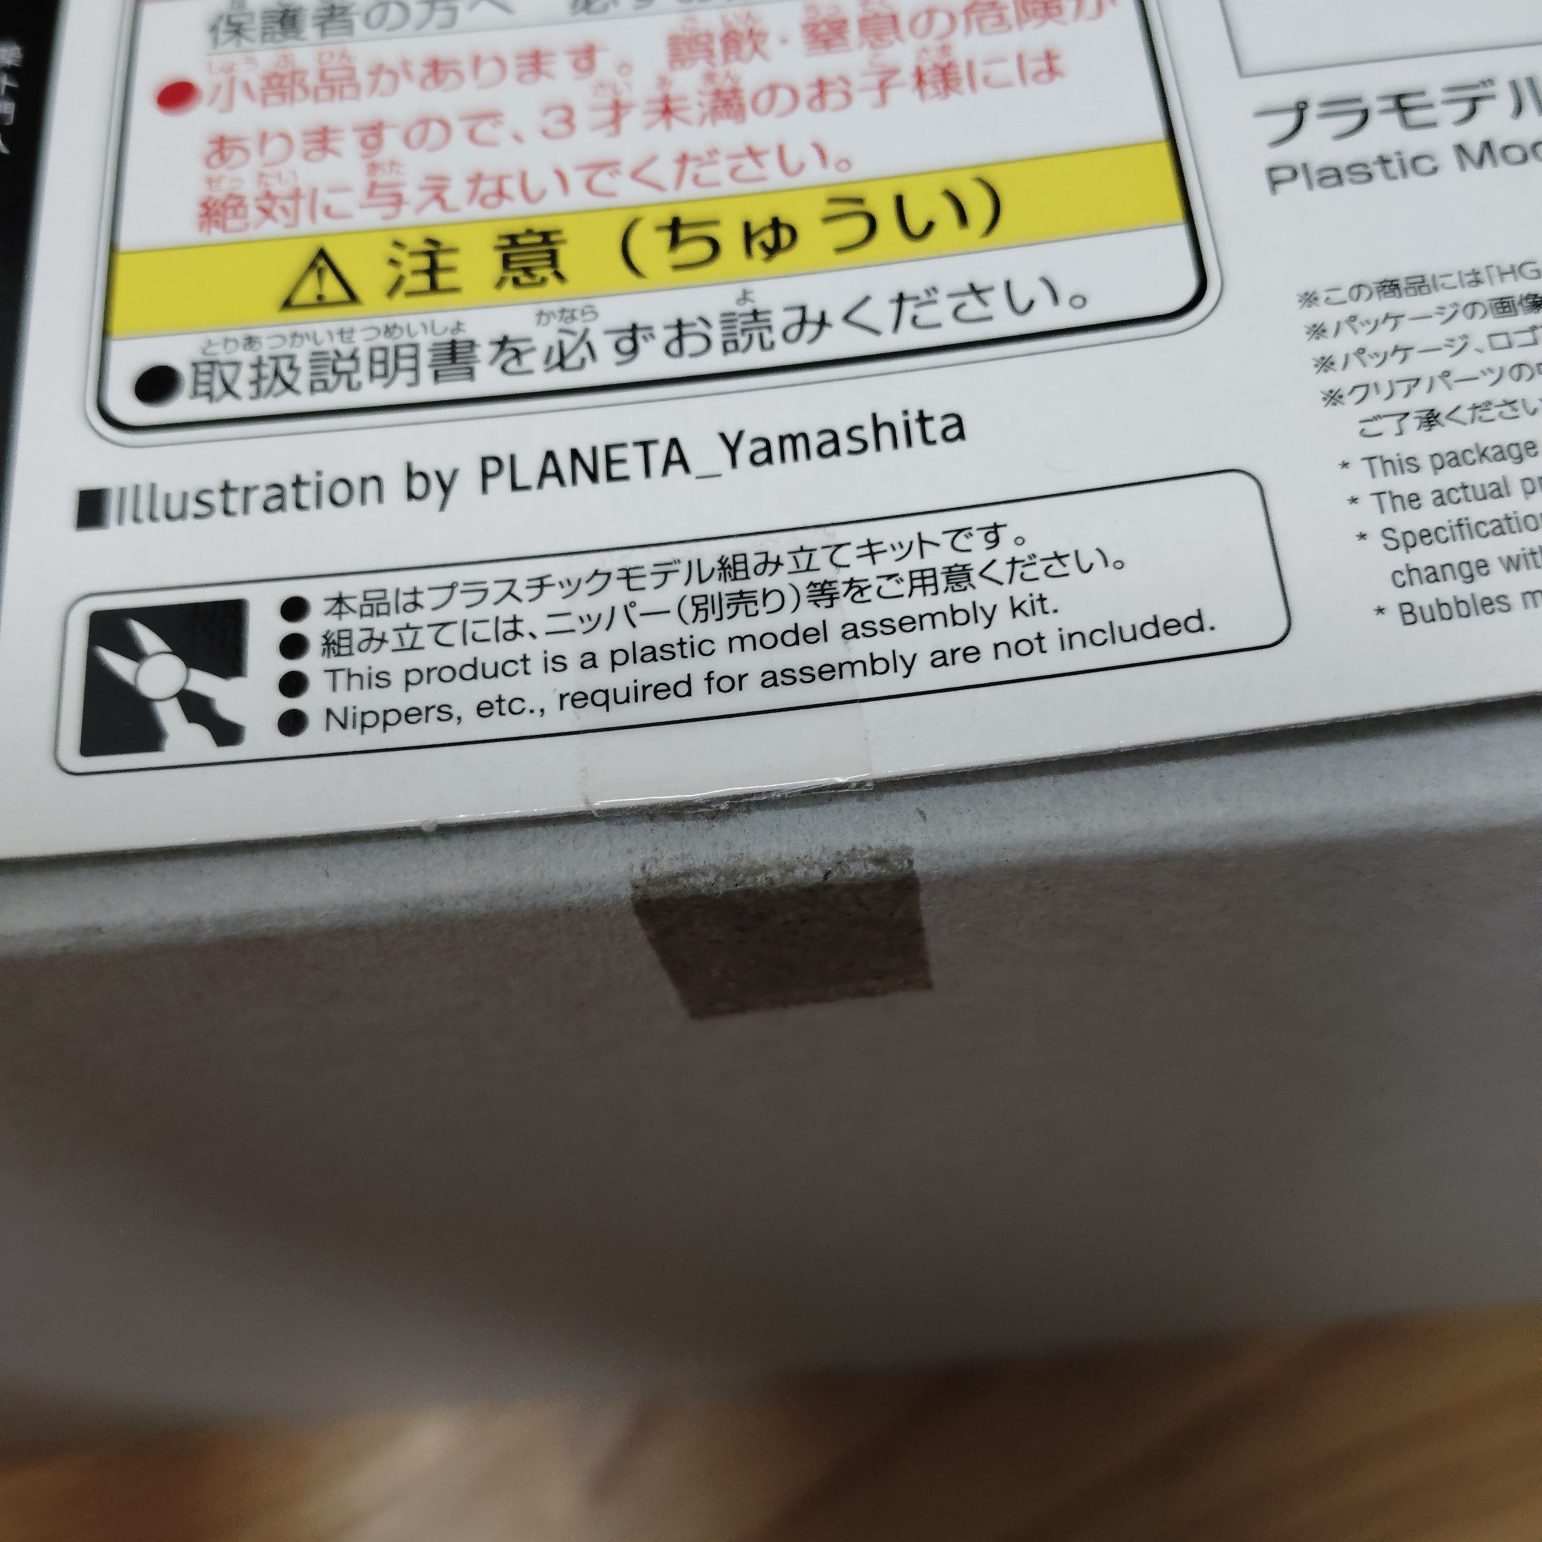 保護者の方へ 必ずお
●小部品があります。誤飲・窒息の危険が
ありますので、3才未満のお子様には
絶対に与えないでください。
注意（ちゅうい）
●取扱説明書を必ずお読みください。
■Illustration by PLANETA_Yamashita
● 本品はプラスチックモデル組み立てキットです。
● 組み立てには、ニッパー（別売り）等をご用意ください。
● This product is a plastic model assembly kit.
● Nippers, etc., required for assembly are not included.
プラモデル
Plastic Mod
※この商品には「HG
※パッケージの画像
※パッケージ、ロゴ
※クリアパーツの
ご了承ください
* This package
* The actual pr
* Specification
change with
* Bubbles m